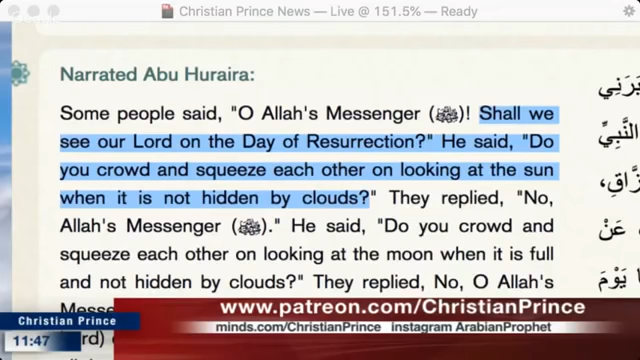 Christian Prince News — Live @ 151.5% — Ready
Narrated Abu Huraira:
Some people said, "O Allah's Messenger (ﷺ)! Shall we
see our Lord on the Day of Resurrection?" He said, "Do
you crowd and squeeze each other on looking at the sun
when it is not hidden by clouds?" They replied, "No,
Allah's Messenger (ﷺ)." He said, "Do you crowd and
squeeze each other on looking at the moon when it is full
and not hidden by clouds?" They replied, No, O Allah's
النَّبِيِّ
عَنْ
يَوْمَ
www.patreon.com/ChristianPrince
Christian Prince
minds.com/ChristianPrince instagram ArabianProphet
11:47